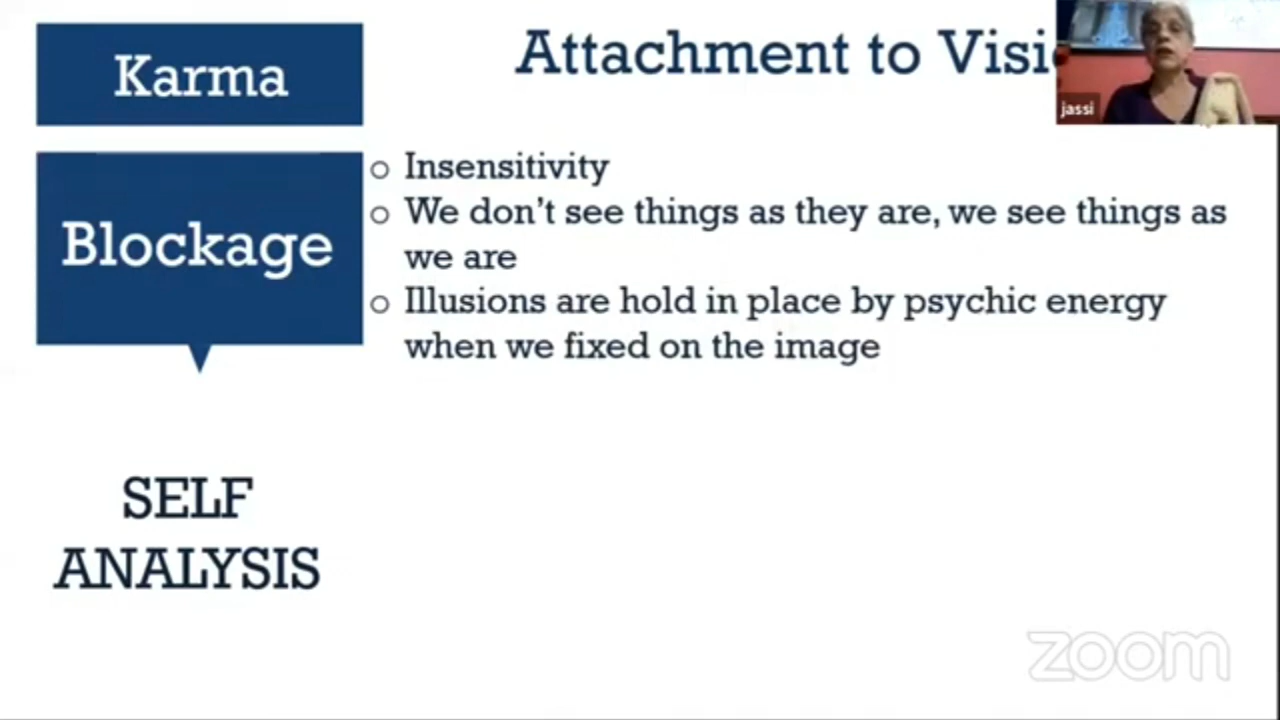 Karma
Attachment to Visi
jassi
Blockage
o Insensitivity
o We don't see things as they are, we see things as
we are
o Illusions are hold in place by psychic energy
when we fixed on the image
SELF
ANALYSIS
zoom